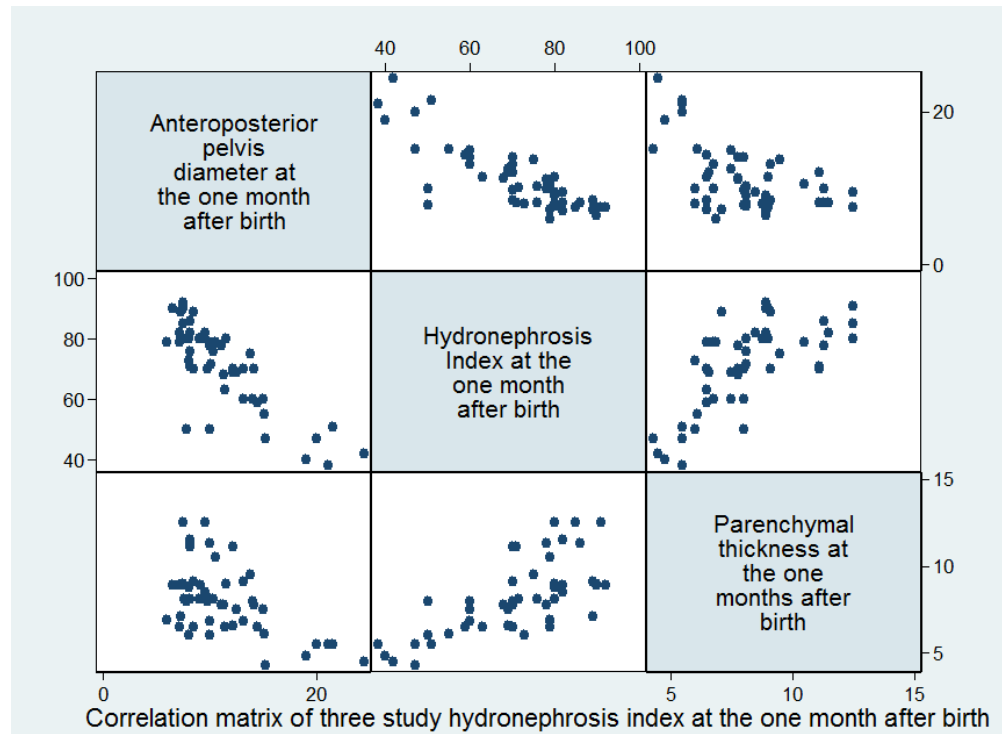 40 60 80 100
Anteroposterior
pelvis
diameter at
the one month
after birth
20
0
100
80
60
40
Hydronephrosis
Index at the
one month
after birth
15
10
5
Parenchymal
thickness at
the one
months after
birth
0 20 5 10 15
Correlation matrix of three study hydronephrosis index at the one month after birth